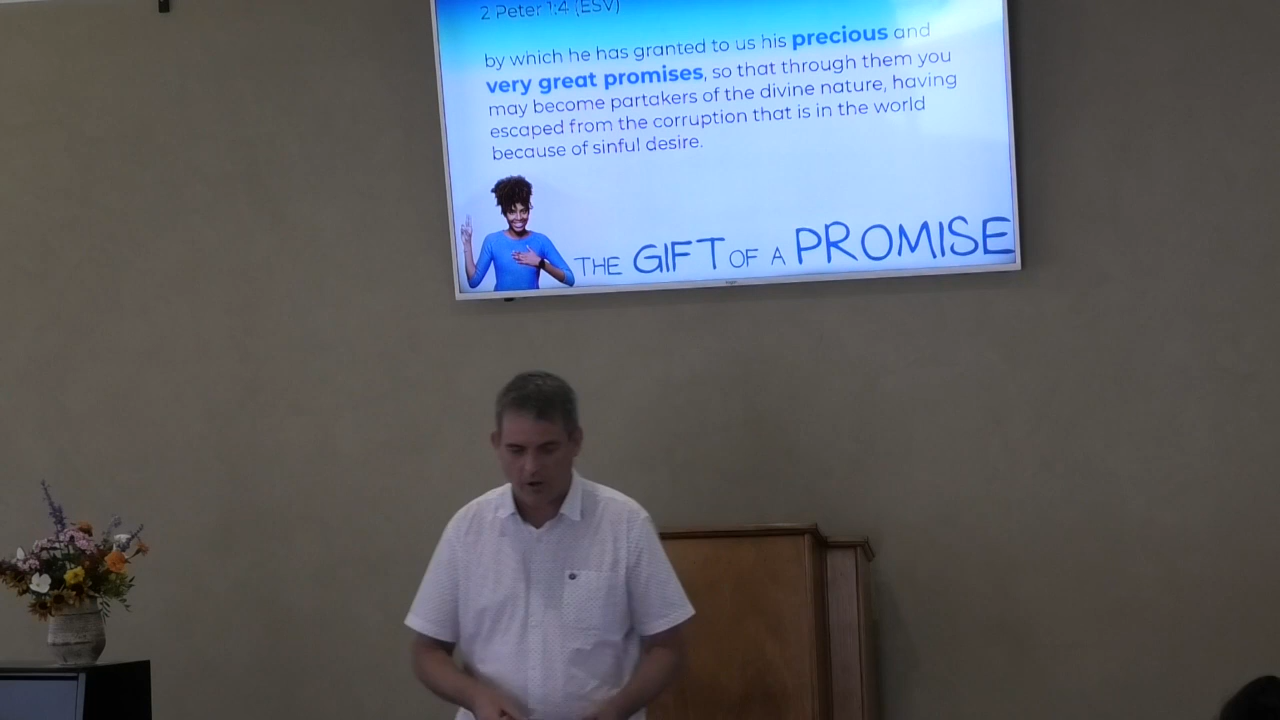 2 Peter 1:4 (ESV)
by which he has granted to us his precious and
very great promises, so that through them you
may become partakers of the divine nature, having
escaped from the corruption that is in the world
because of sinful desire.
THE GIFT OF A PROMISE